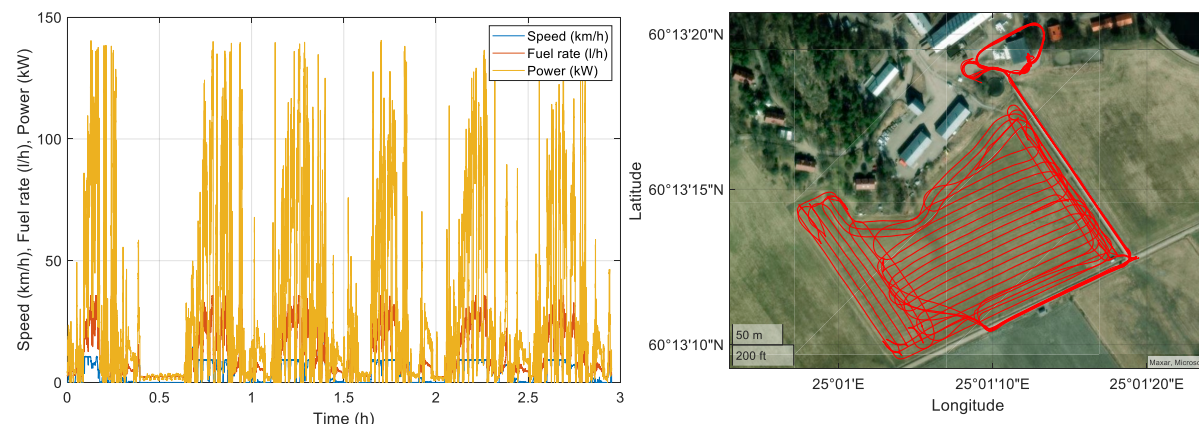 150
100
50
0
0
0.5
1
1.5
2
2.5
3
Speed (km/h), Fuel rate (l/h), Power (kW)
Time (h)
Speed (km/h)
Fuel rate (l/h)
Power (kW)
60°13'20"N
60°13'15"N
60°13'10"N
Latitude
50 m
200 ft
Maxar, Microso
25°01'E
25°01'10"E
25°01'20"E
Longitude